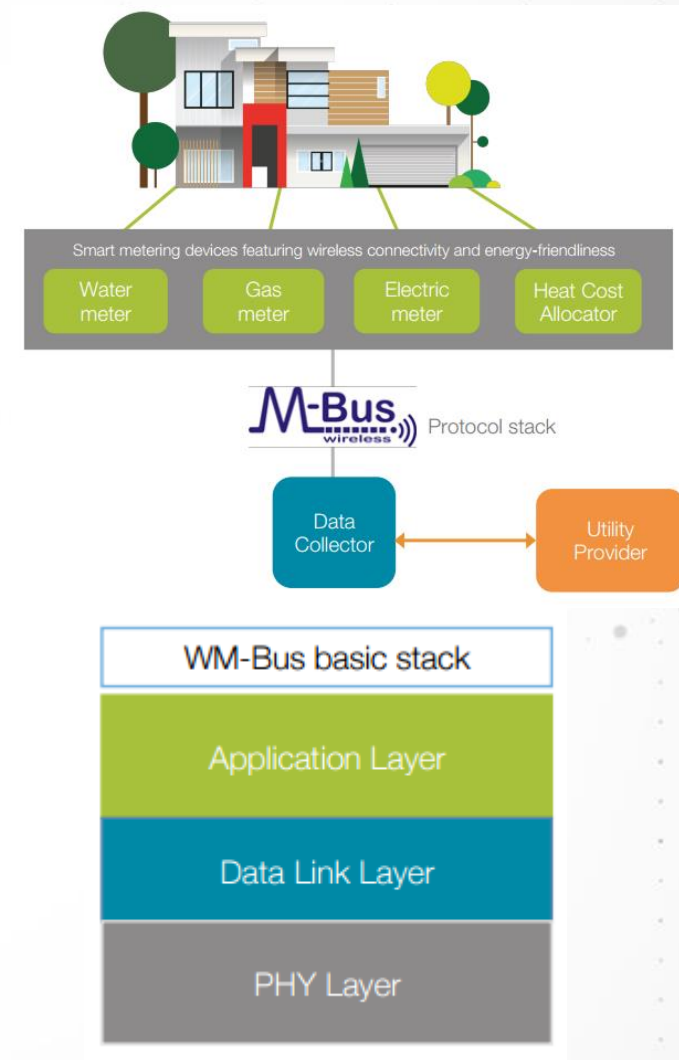 Smart metering devices featuring wireless connectivity and energy-friendliness
Water
meter
Gas
meter
Electric
meter
Heat Cost
Allocator
M-Bus
wireless
Protocol stack
Data
Collector
Utility
Provider
WM-Bus basic stack
Application Layer
Data Link Layer
PHY Layer